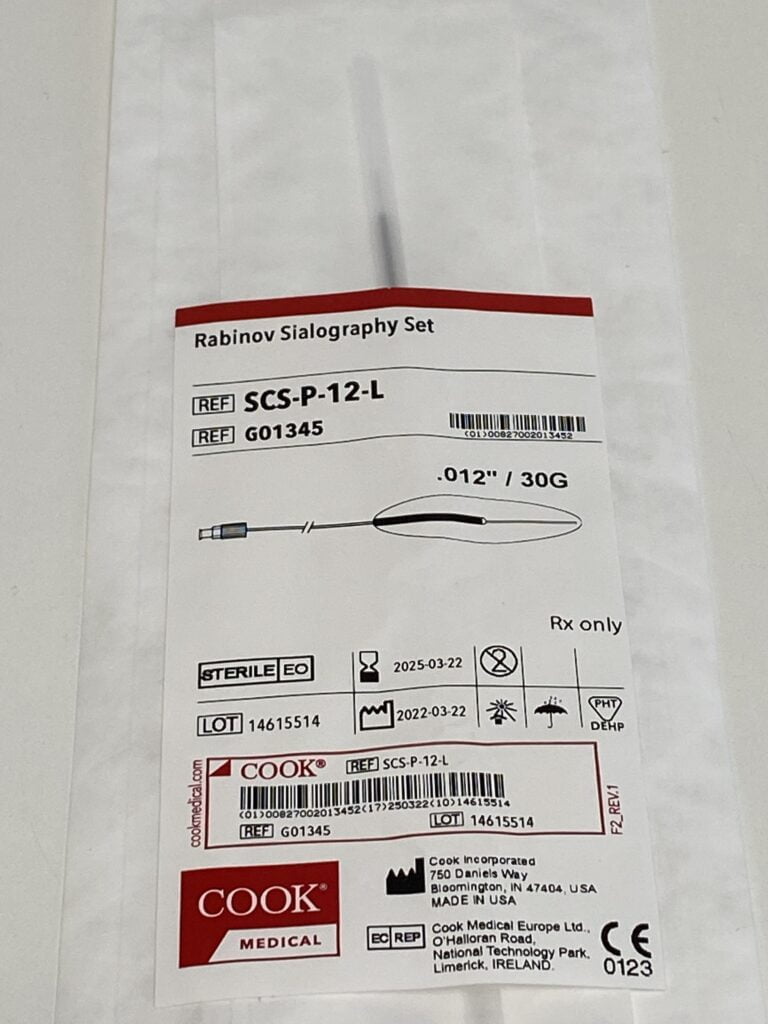 Rabinov Sialography Set
REF SCS-P-12-L
REF G01345
(01)00827002013452
.012" / 30G
Rx only
STERILE EO
2025-03-22
2
LOT 14615514
2022-03-22
PHT
DEHP
cookmedical.com
COOK® REF SCS-P-12-L
(01)00827002013452(17)250322(10)14615514
REF G01345 LOT 14615514
F2_REV.1
COOK®
MEDICAL
Cook Incorporated
750 Daniels Way
Bloomington, IN 47404, USA
MADE IN USA
EC REP
Cook Medical Europe Ltd.,
O'Halloran Road,
National Technology Park,
Limerick, IRELAND.
CE
0123